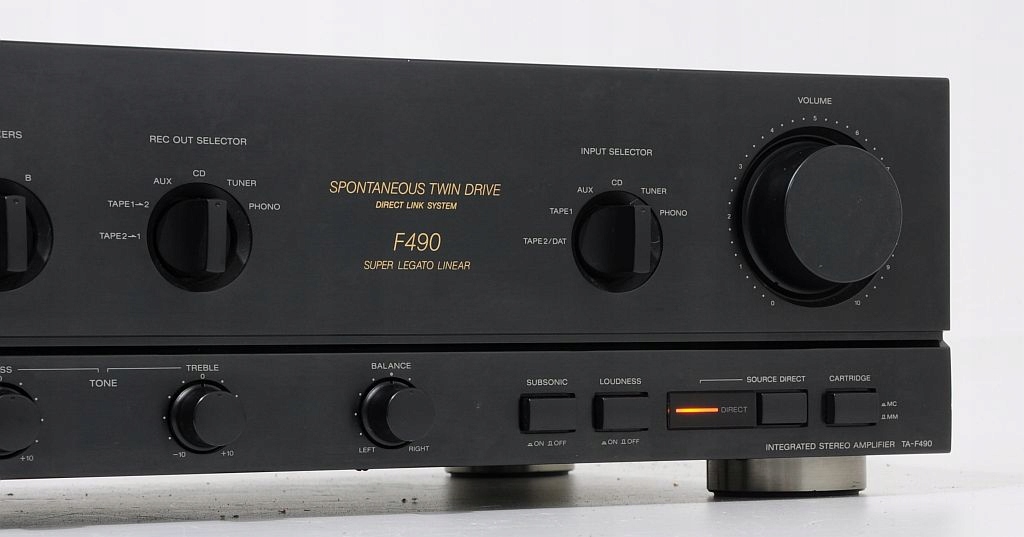 VOLUME
KERS
REC OUT SELECTOR
INPUT SELECTOR
B
AUX CD TUNER
PHONO
TAPE1→2
TAPE2→1
SPONTANEOUS TWIN DRIVE
DIRECT LINK SYSTEM
F490
SUPER LEGATO LINEAR
AUX CD TUNER
TAPE1 PHONO
TAPE2/DAT
0 1 2 3 4 5 6 9 10
SS TREBLE
TONE
0
+10
-10 +10
BALANCE
LEFT RIGHT
SUBSONIC
ON OFF
LOUDNESS
ON OFF
SOURCE DIRECT
DIRECT
CARTRIDGE
MC
MM
INTEGRATED STEREO AMPLIFIER TA-F490